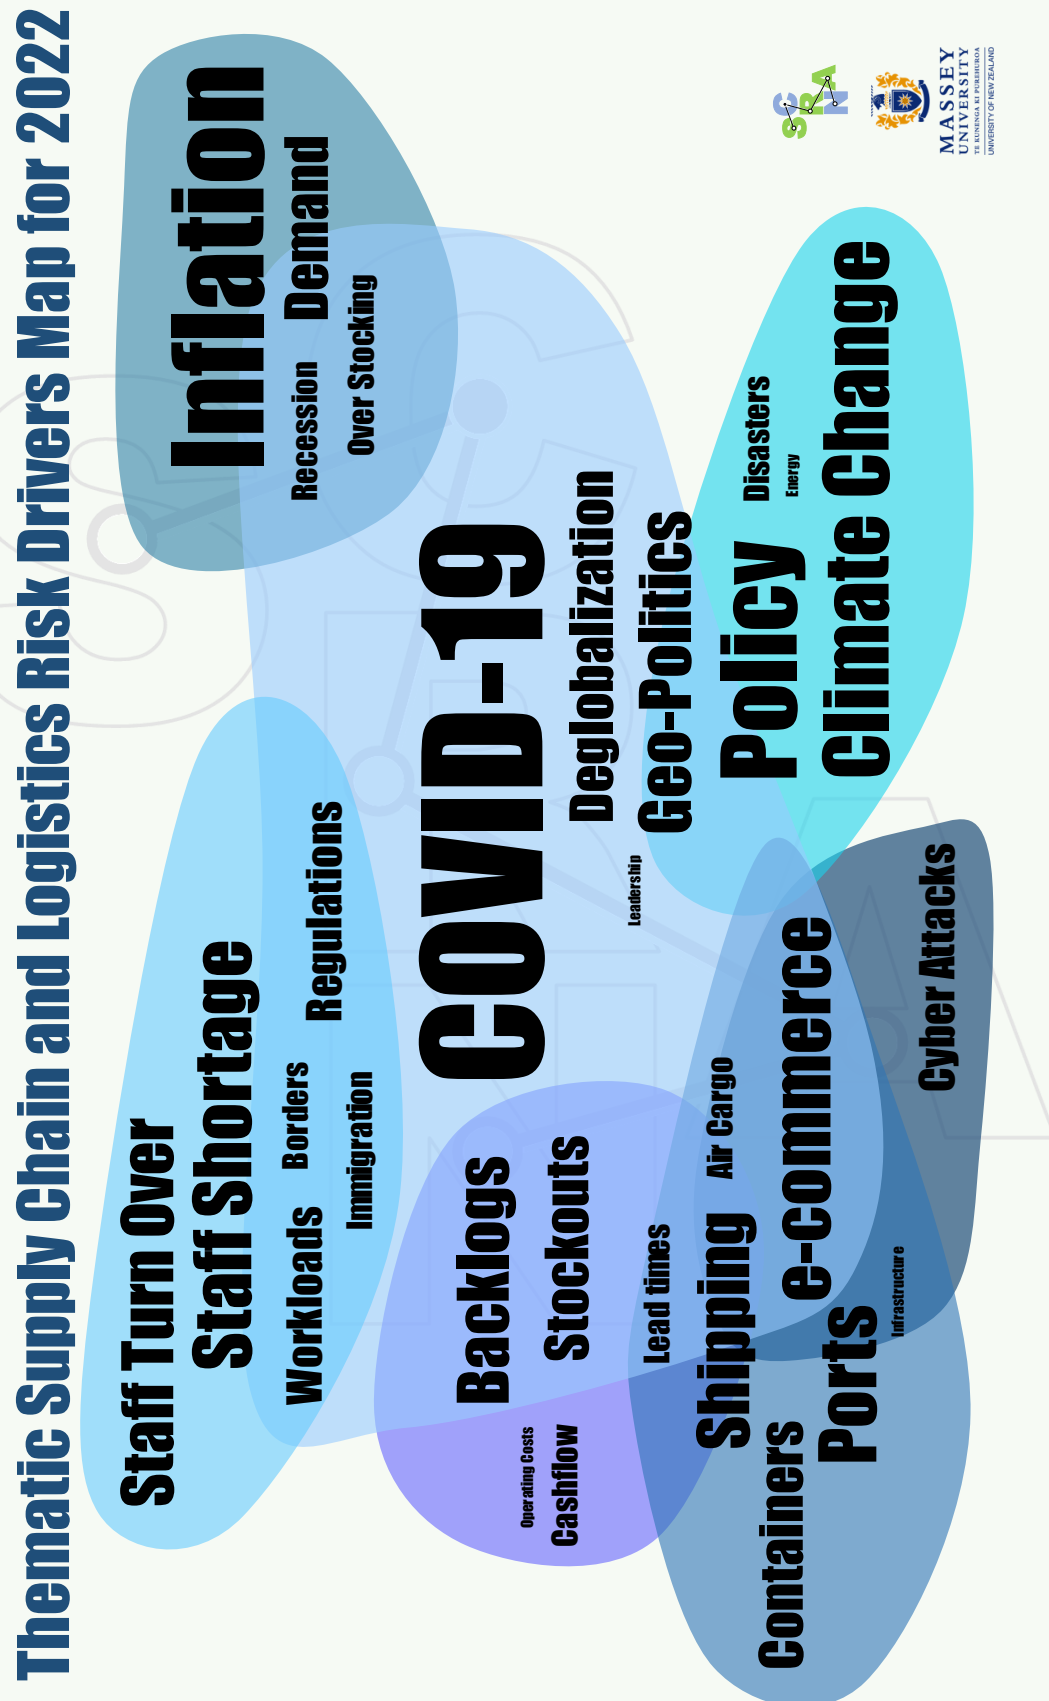 Thematic Supply Chain and Logistics Risk Drivers Map for 2022
Staff Turn Over
Staff Shortage
Workloads
Borders
Regulations
Immigration
Inflation
Demand
Recession
Over Stocking
COVID-19
Deglobalization
Geo-Politics
Leadership
Backlogs
Stockouts
Operating Costs
Cashflow
Lead times
Shipping
Air Cargo
e-commerce
Containers
Ports
Infrastructure
Cyber Attacks
Policy
Disasters
Energy
Climate Change
SCRAN
MASSEY
UNIVERSITY
TE KUNENGA KI PŪREHUROA
UNIVERSITY OF NEW ZEALAND